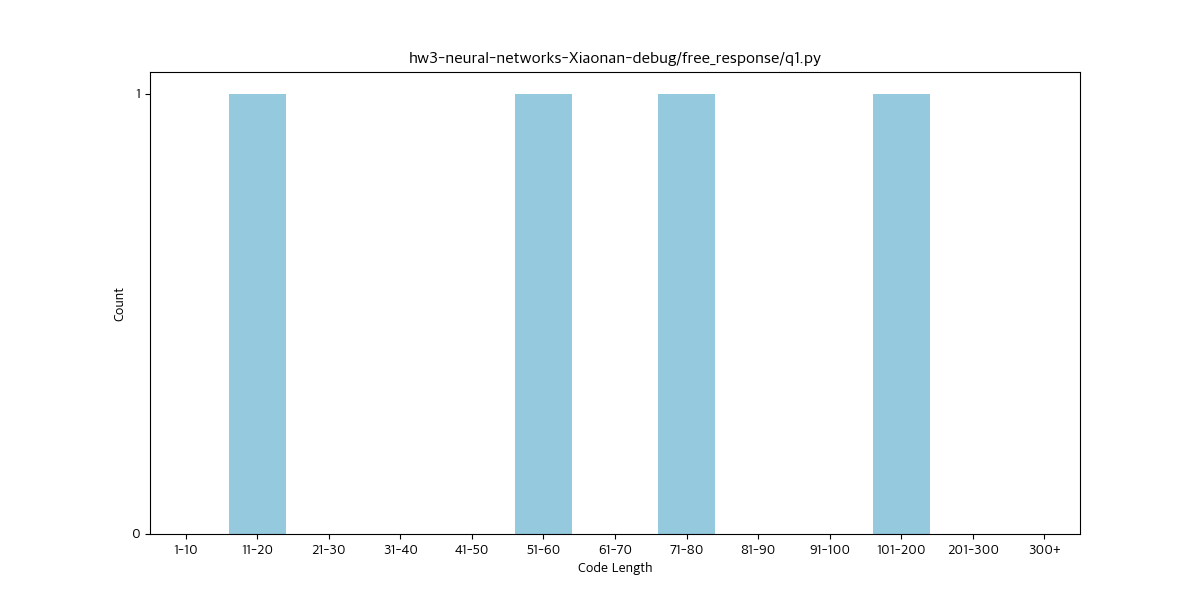 hw3-neural-networks-Xiaonan-debug/free_response/q1.py
Count
1
0
1-10 11-20 21-30 31-40 41-50 51-60 61-70 71-80 81-90 91-100 101-200 201-300 300+
Code Length